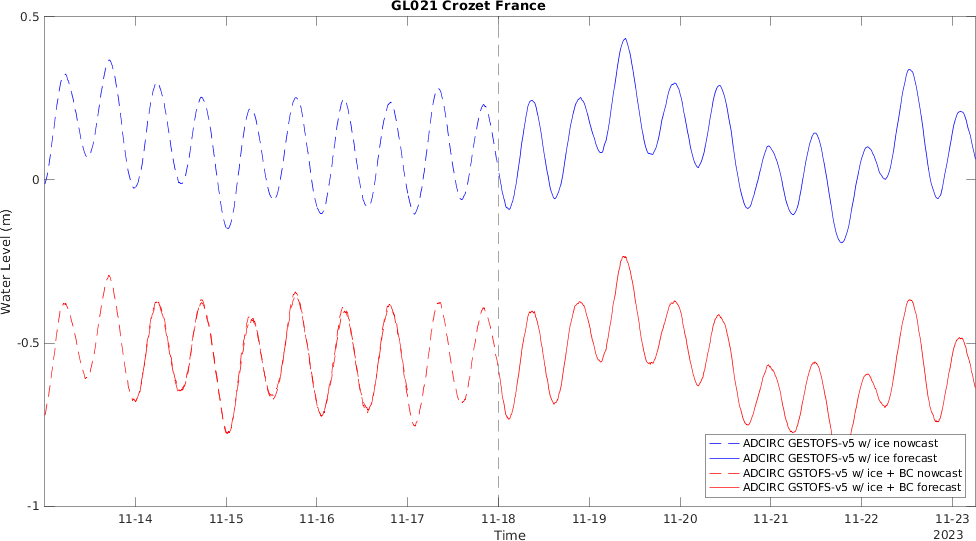 GL021 Crozet France
0.5
0
-0.5
-1
Water Level (m)
ADCIRC GESTOFS-v5 w/ ice nowcast
ADCIRC GESTOFS-v5 w/ ice forecast
ADCIRC GSTOFS-v5 w/ ice + BC nowcast
ADCIRC GSTOFS-v5 w/ ice + BC forecast
11-14 11-15 11-16 11-17 11-18 11-19 11-20 11-21 11-22 11-23
Time
2023